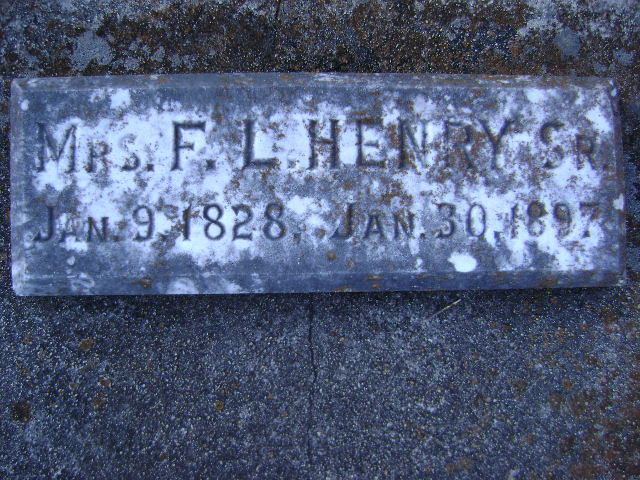 Mrs. F. L. Henry Sr
Jan. 9. 1828. Jan. 30. 1897